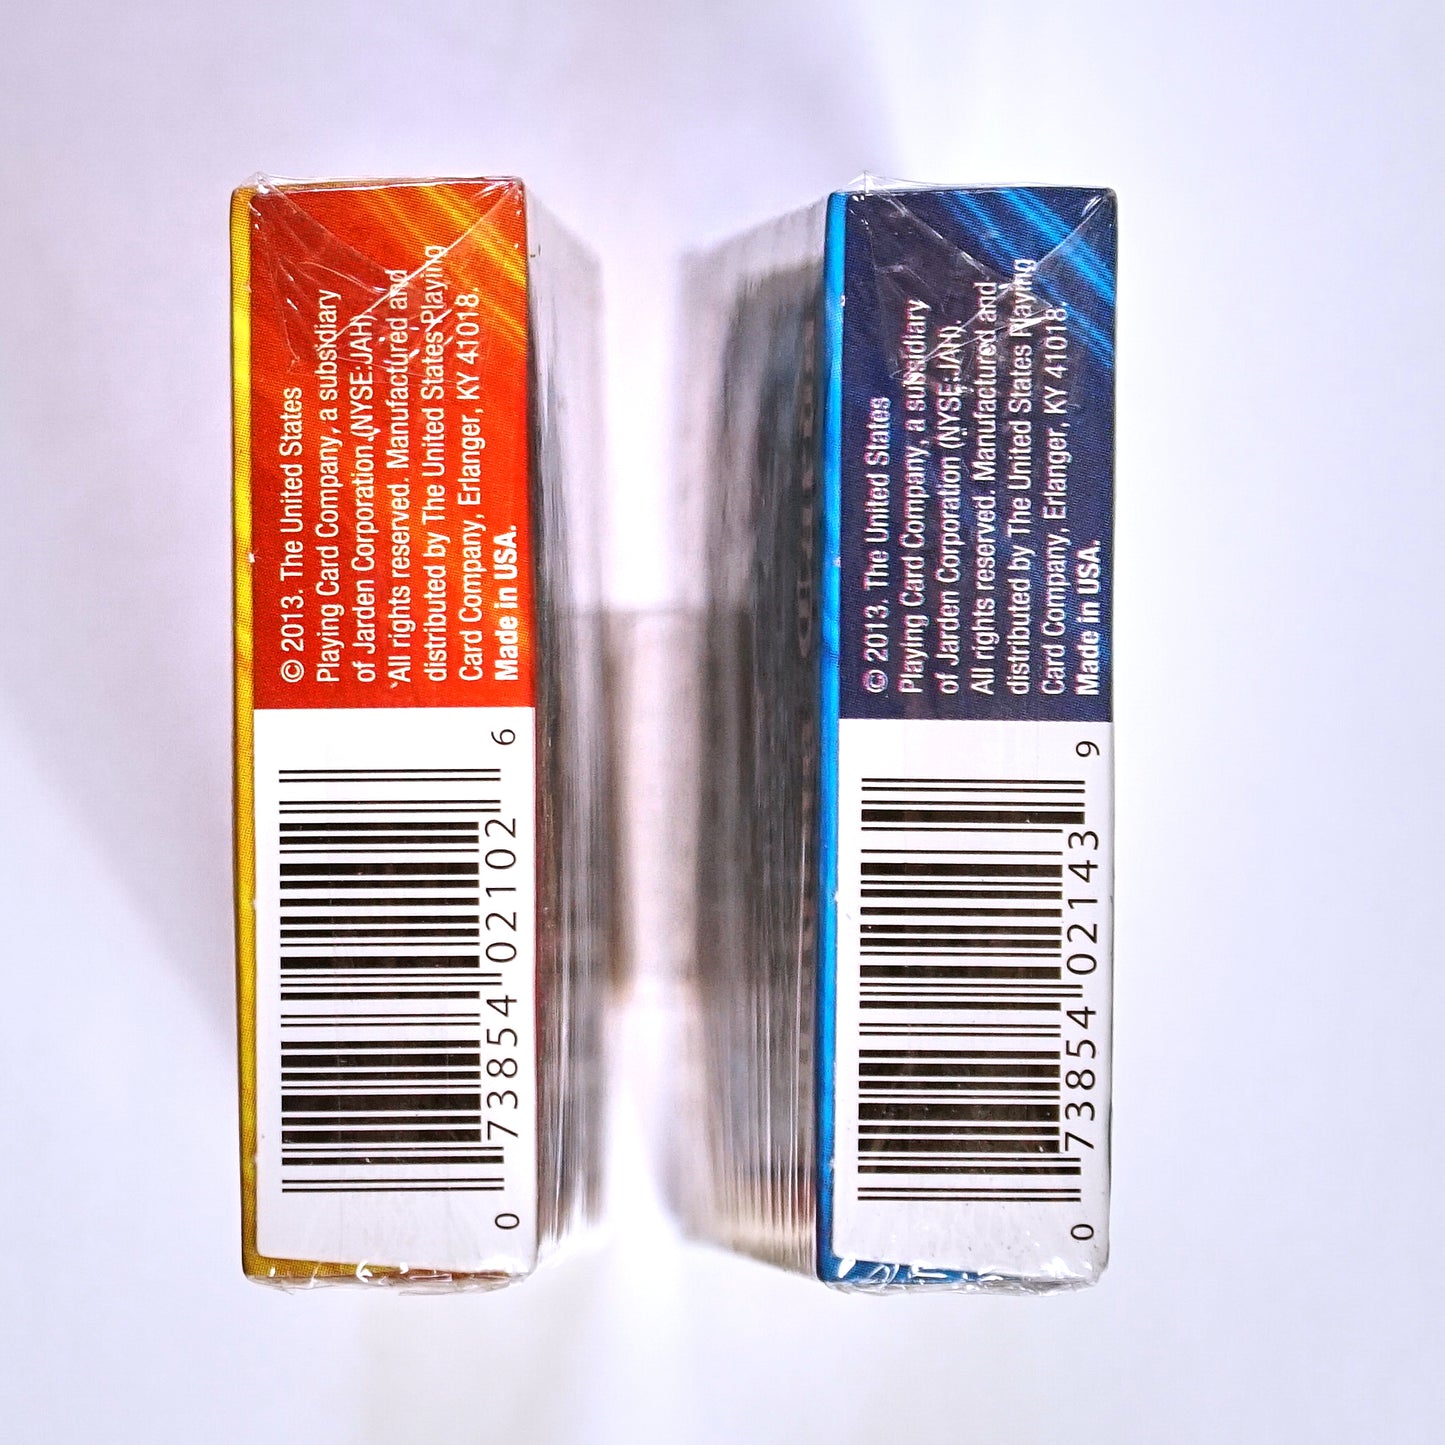 © 2013. The United States
Playing Card Company, a subsidiary
of Jarden Corporation (NYSE:JAH).
All rights reserved. Manufactured and
distributed by The United States Playing
Card Company, Erlanger, KY 41018.
Made in USA.
0 73854 02102 6
© 2013. The United States
Playing Card Company, a subsidiary
of Jarden Corporation (NYSE:JAH).
All rights reserved. Manufactured and
distributed by The United States Playing
Card Company, Erlanger, KY 41018.
Made in USA.
0 73854 02143 9